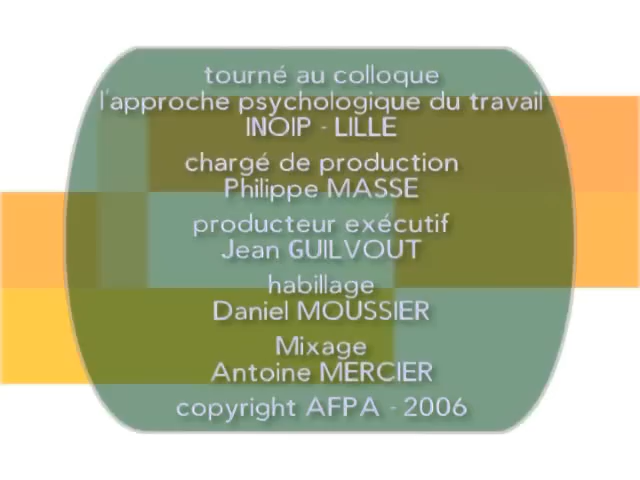 tourné au colloque
l'approche psychologique du travail
INOIP - LILLE
chargé de production
Philippe MASSE
producteur exécutif
Jean GUILVOUT
habillage
Daniel MOUSSIER
Mixage
Antoine MERCIER
copyright AFPA - 2006